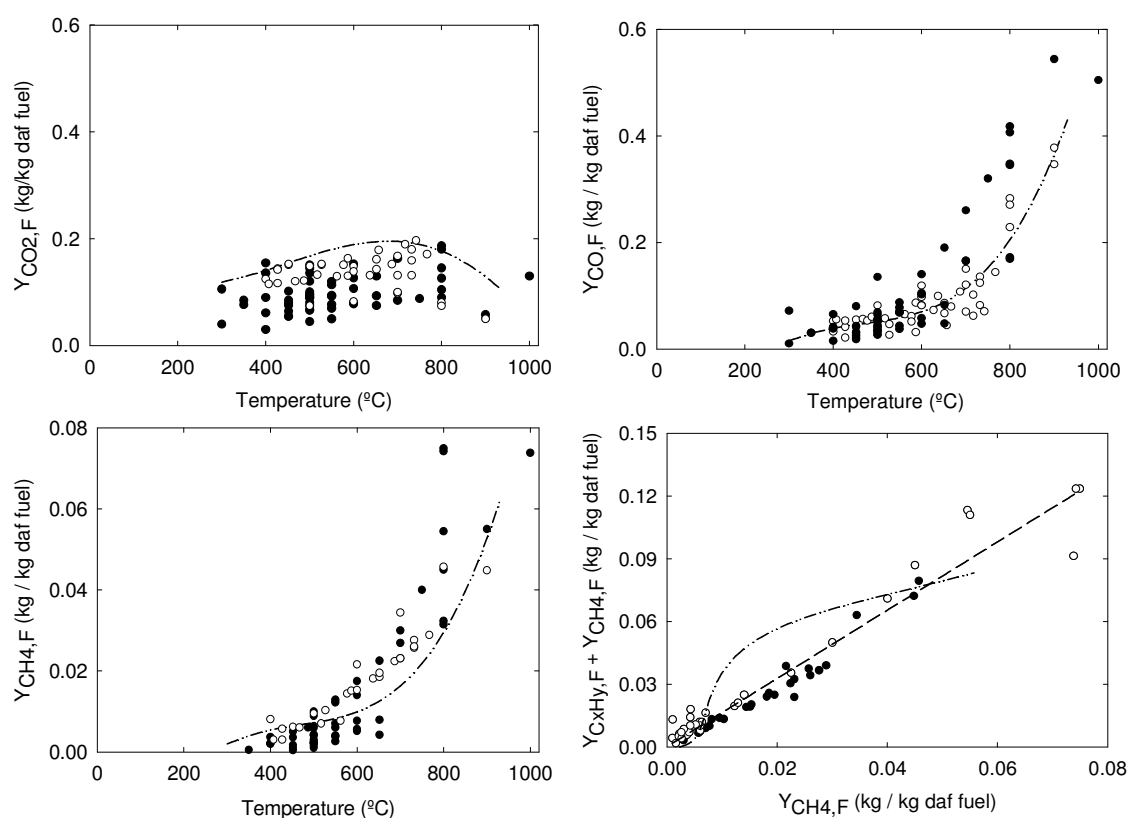 0.6
0.4
0.2
0.0
Y_CO2,F (kg/kg daf fuel)
0 200 400 600 800 1000
Temperature (ºC)
0.6
0.4
0.2
0.0
Y_CO,F (kg / kg daf fuel)
0 200 400 600 800 1000
Temperature (ºC)
0.08
0.06
0.04
0.02
0.00
Y_CH4,F (kg / kg daf fuel)
0 200 400 600 800 1000
Temperature (ºC)
0.15
0.12
0.09
0.06
0.03
0.00
Y_CxHy,F + Y_CH4,F (kg / kg daf fuel)
0.00 0.02 0.04 0.06 0.08
Y_CH4,F (kg / kg daf fuel)